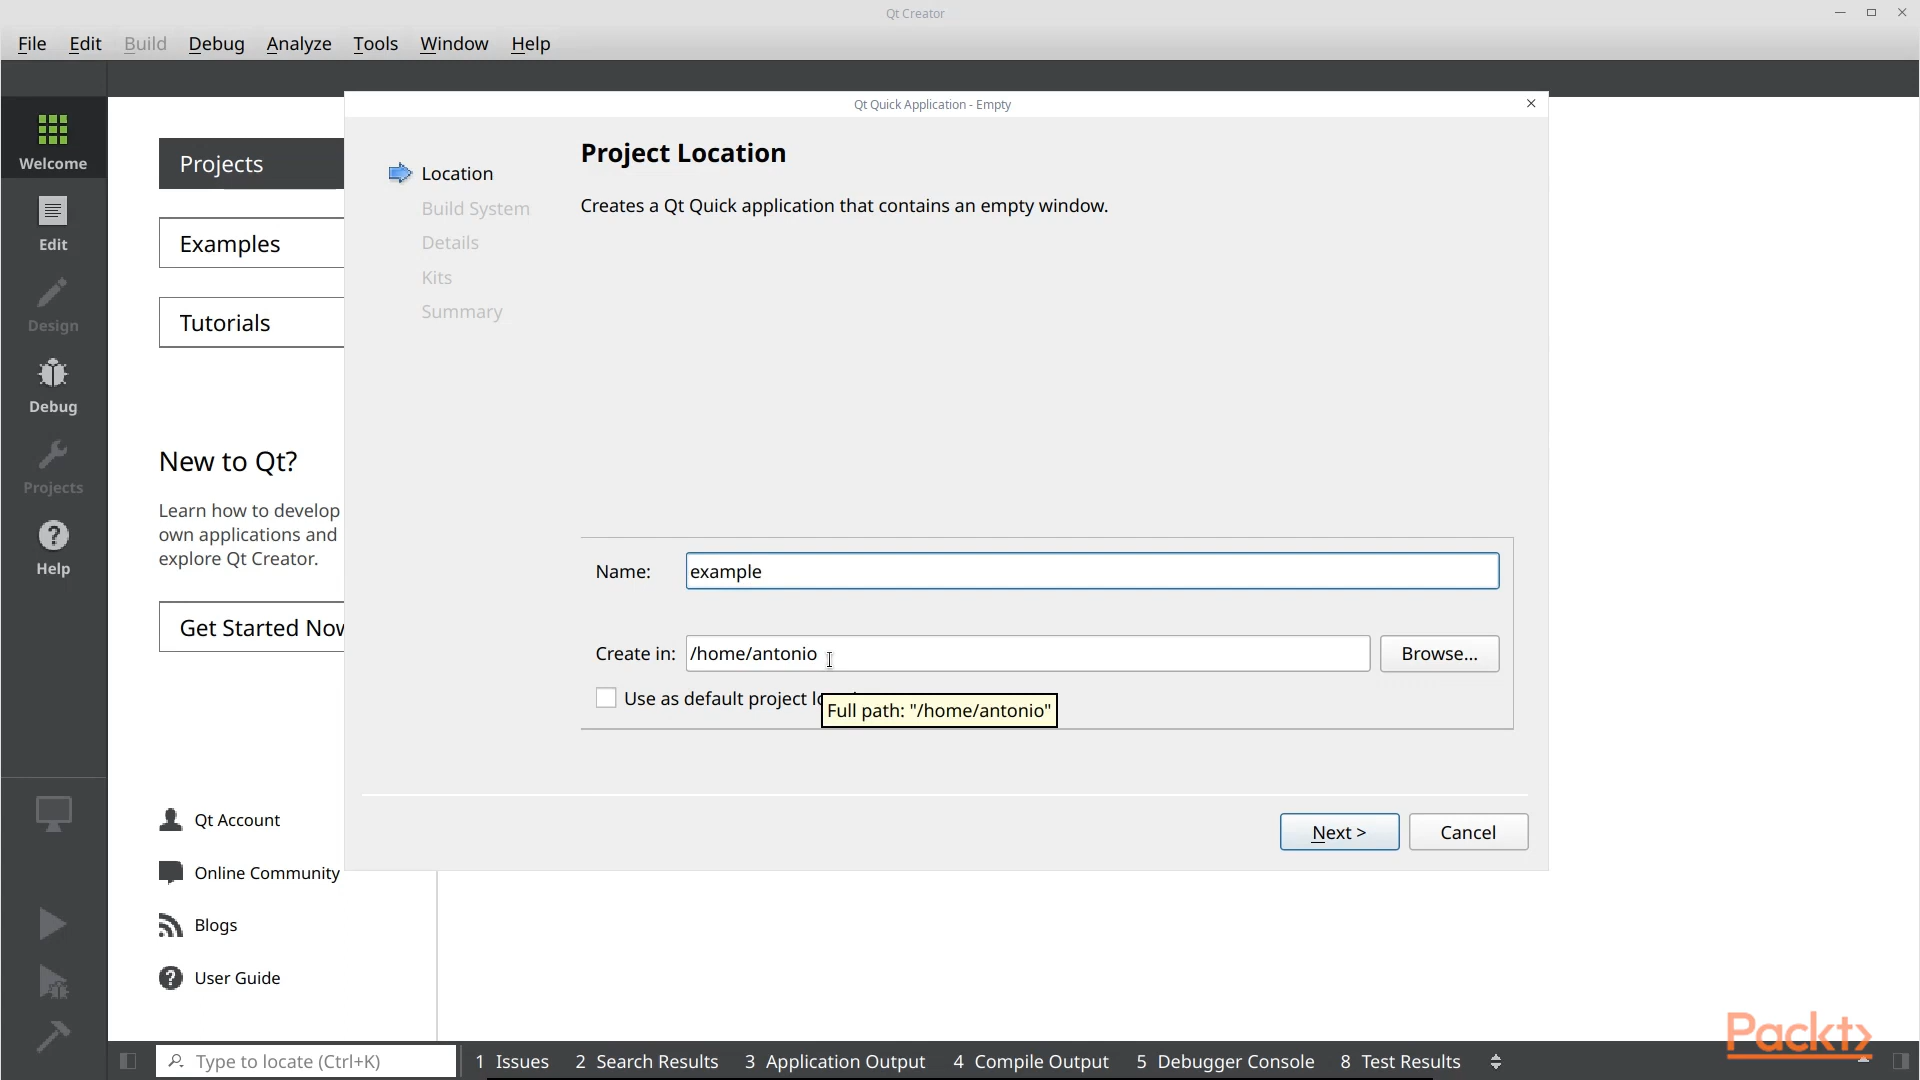 Qt Creator
File Edit Build Debug Analyze Tools Window Help
Welcome
Edit
Design
Debug
Projects
Help
Projects
Examples
Tutorials
New to Qt?
Learn how to develop
own applications and
explore Qt Creator.
Get Started Now
Qt Account
Online Community
Blogs
User Guide
Qt Quick Application - Empty
Location
Build System
Details
Kits
Summary
Project Location
Creates a Qt Quick application that contains an empty window.
Name: example
Create in: /home/antonio Browse...
Use as default project
Full path: "/home/antonio"
Next > Cancel
Type to locate (Ctrl+K) 1 Issues 2 Search Results 3 Application Output 4 Compile Output 5 Debugger Console 8 Test Results
Packt>